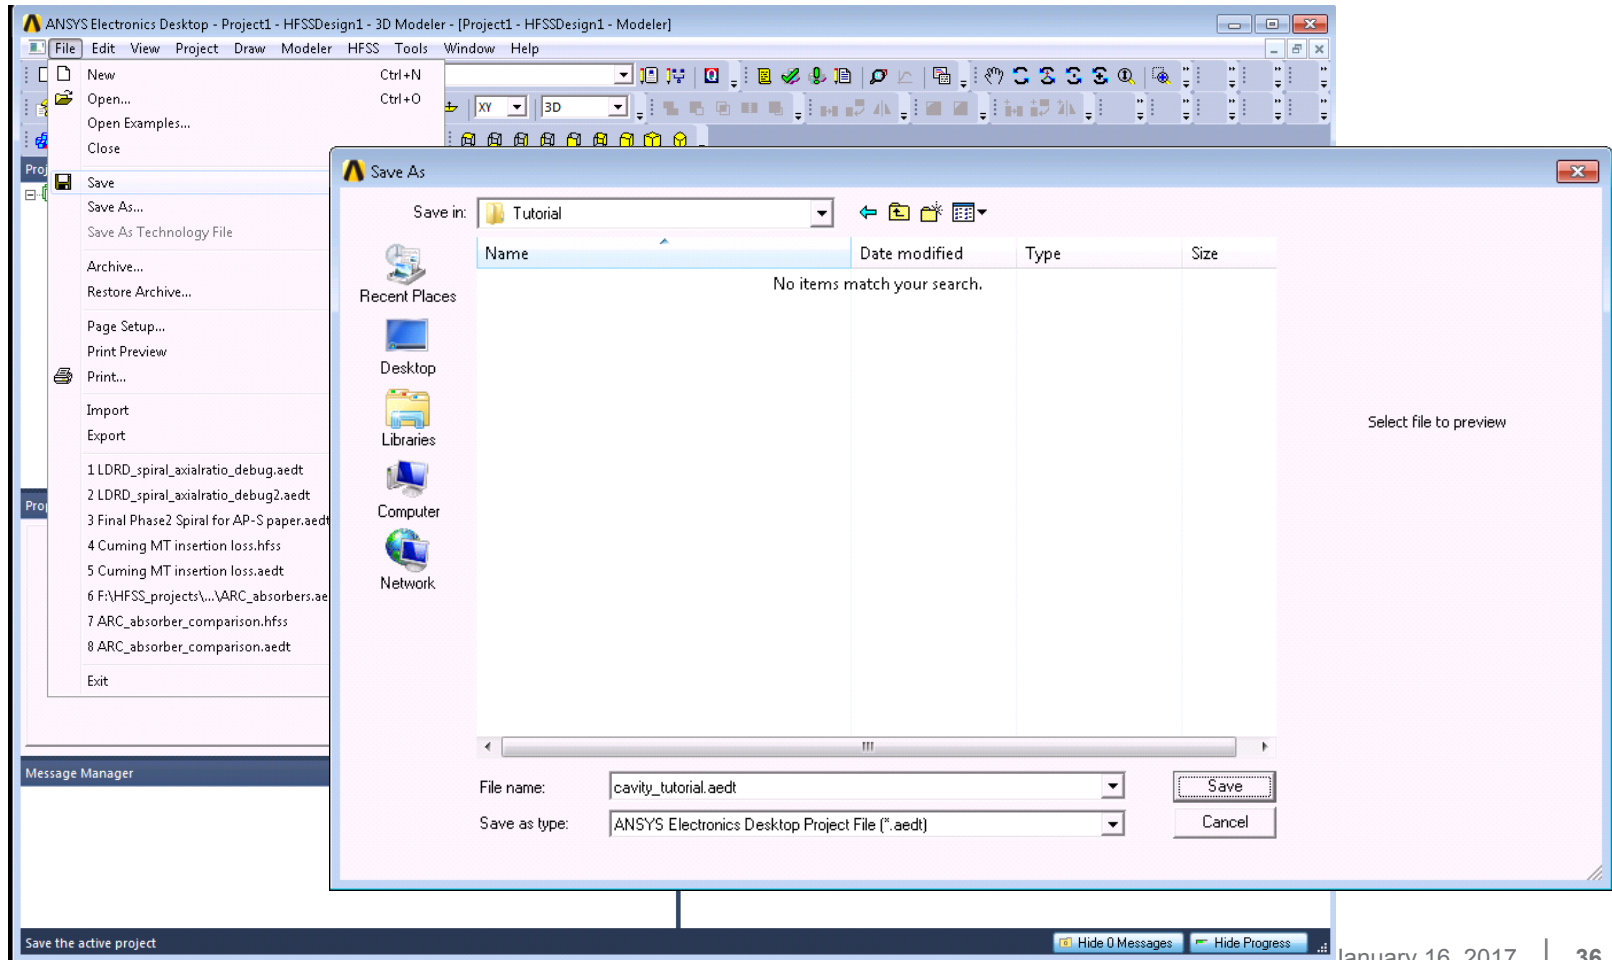 ANSYS Electronics Desktop - Project1 - HFSSDesign1 - 3D Modeler - [Project1 - HFSSDesign1 - Modeler]
File Edit View Project Draw Modeler HFSS Tools Window Help
New Ctrl+N
Open... Ctrl+O
XY 3D
Open Examples...
Close
Save
Save As...
Save As Technology File
Archive...
Restore Archive...
Page Setup...
Print Preview
Print...
Import
Export
1 LDRD_spiral_axialratio_debug.aedt
2 LDRD_spiral_axialratio_debug2.aedt
3 Final Phase2 Spiral for AP-S paper.aedt
4 Cuming MT insertion loss.hfss
5 Cuming MT insertion loss.aedt
6 F:\HFSS_projects\...\ARC_absorbers.ae
7 ARC_absorber_comparison.hfss
8 ARC_absorber_comparison.aedt
Exit
Message Manager
Save the active project
Save As
Save in: Tutorial
Name Date modified Type Size
No items match your search.
Recent Places
Desktop
Libraries
Computer
Network
Select file to preview
File name: cavity_tutorial.aedt Save
Save as type: ANSYS Electronics Desktop Project File (*.aedt) Cancel
Hide 0 Messages Hide Progress
January 16, 2017 | 36